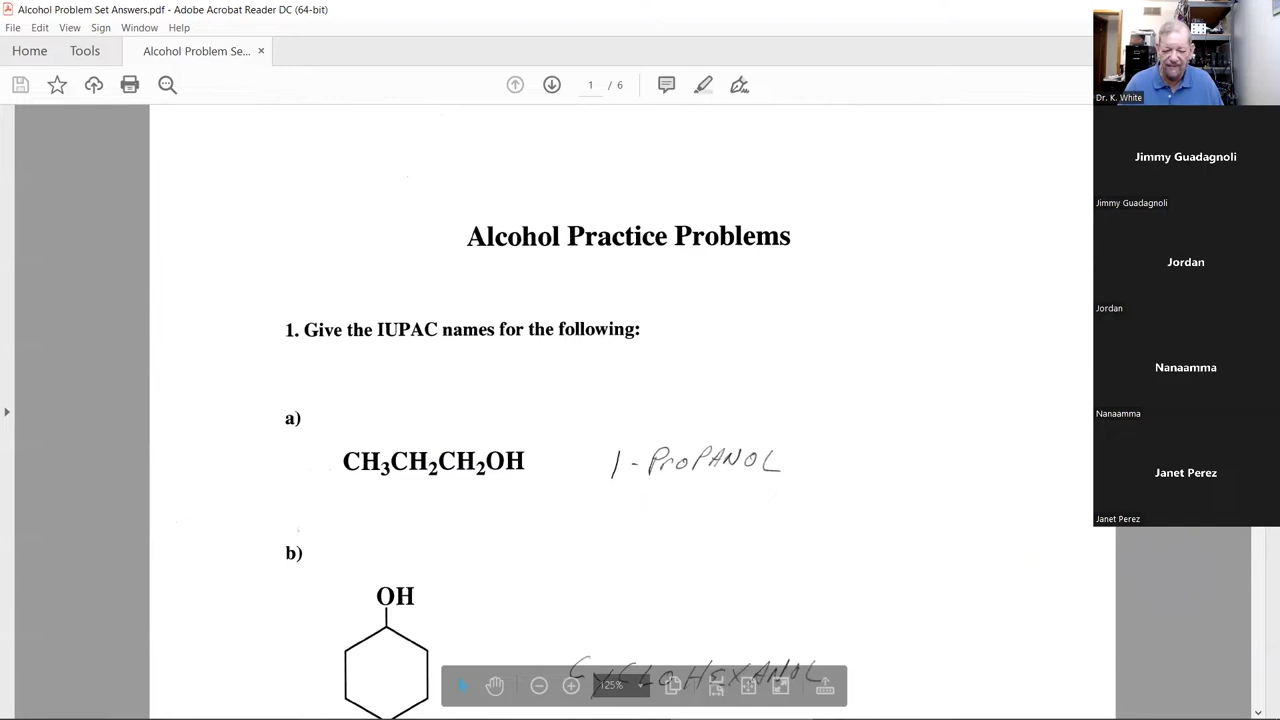 Alcohol Problem Set Answers.pdf - Adobe Acrobat Reader DC (64-bit)
File Edit View Sign Window Help
Home Tools Alcohol Problem Se... ×
1 / 6
Dr. K. White
Jimmy Guadagnoli
Jimmy Guadagnoli
Jordan
Jordan
Nanaamma
Nanaamma
Janet Perez
Janet Perez
Alcohol Practice Problems
1. Give the IUPAC names for the following:
a)
CH₃CH₂CH₂OH 1-PROPANOL
b)
OH
CYCLOHEXANOL
125%